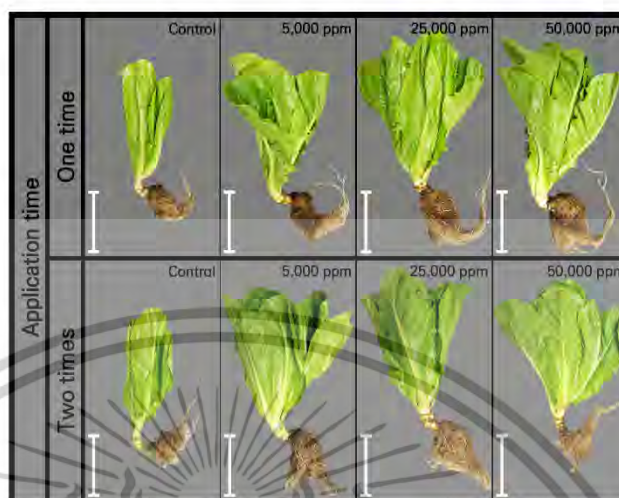 Application time
One time
Control
5,000 ppm
25,000 ppm
50,000 ppm
Two times
Control
5,000 ppm
25,000 ppm
50,000 ppm